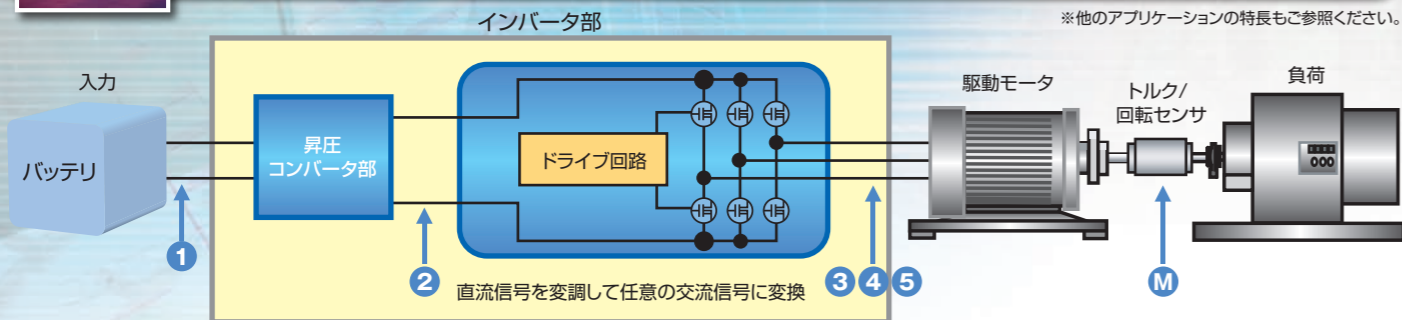 ※他のアプリケーションの特長もご参照ください。
インバータ部
入力
バッテリ
昇圧
コンバータ部
ドライブ回路
駆動モータ
トルク/
回転センサ
負荷
000
1
2
直流信号を変調して任意の交流信号に変換
3 4 5
M